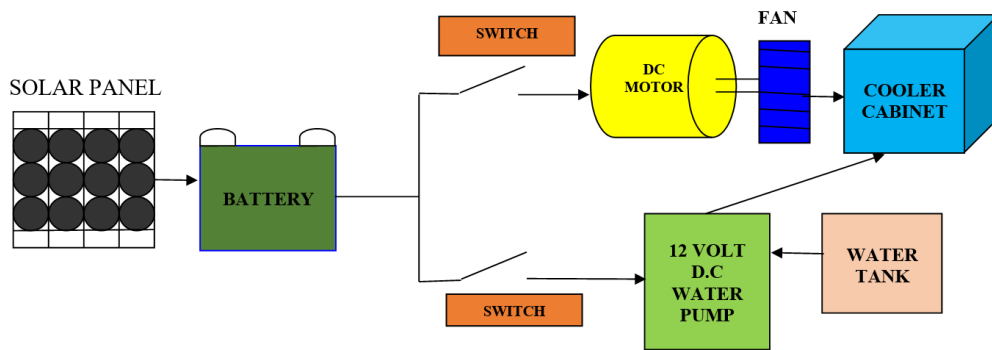 FAN
SWITCH
SOLAR PANEL
DC
MOTOR
COOLER
CABINET
BATTERY
12 VOLT
D.C
WATER
PUMP
WATER
TANK
SWITCH